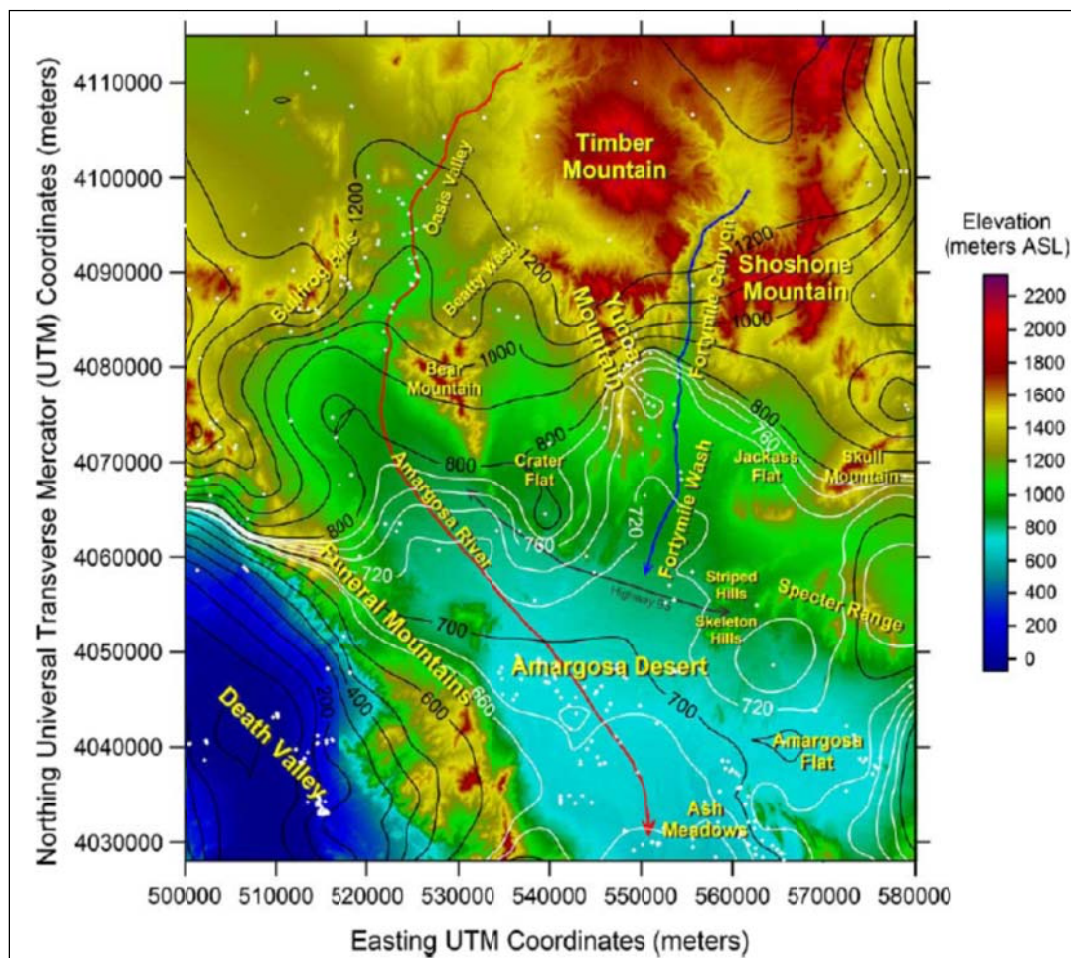 Northing Universal Transverse Mercator (UTM) Coordinates (meters)
4110000
4100000
4090000
4080000
4070000
4060000
4050000
4040000
4030000
500000 510000 520000 530000 540000 550000 560000 570000 580000
Easting UTM Coordinates (meters)
Timber
Mountain
Oasis Valley
1200
Fortymile Canyon
1200
Bullfrog Hills
Beatty Wash
1200
Shoshone
Mountain
Yucca
Mountain
1000
1000
Bear
Mountain
800
760
800
800
Crater
Flat
Jackass
Flat
Skull
Mountain
Amargosa River
Fortymile Wash
720
800
760
720
Funeral Mountains
Highway 95
Striped
Hills
Skeleton
Hills
Specter Range
700
Amargosa Desert
660
700
720
600
400
200
Death Valley
Amargosa
Flat
Ash
Meadows
Elevation
(meters ASL)
2200
2000
1800
1600
1400
1200
1000
800
600
400
200
0